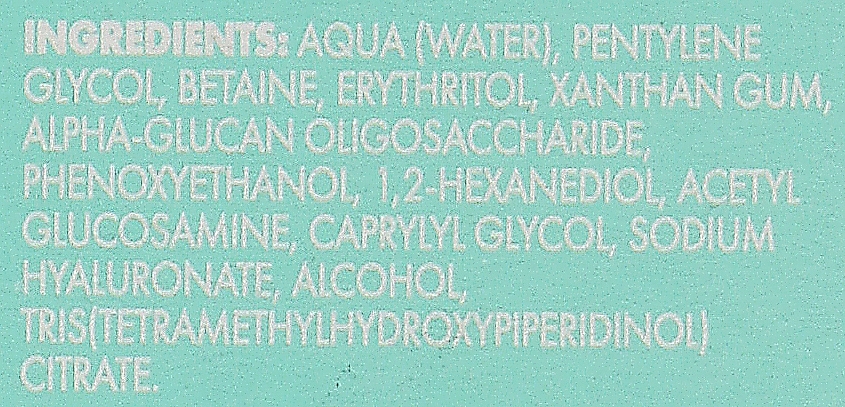 INGREDIENTS: AQUA (WATER), PENTYLENE
GLYCOL, BETAINE, ERYTHRITOL, XANTHAN GUM,
ALPHA-GLUCAN OLIGOSACCHARIDE,
PHENOXYETHANOL, 1,2-HEXANEDIOL, ACETYL
GLUCOSAMINE, CAPRYLYL GLYCOL, SODIUM
HYALURONATE, ALCOHOL,
TRIS(TETRAMETHYLHYDROXYPIPERIDINOL)
CITRATE.